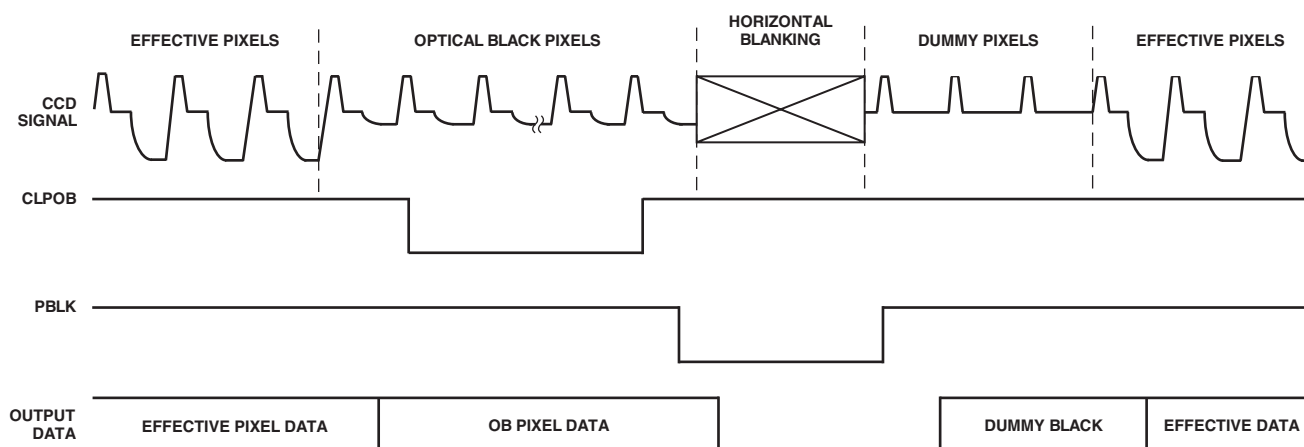 HORIZONTAL
BLANKING
EFFECTIVE PIXELS
OPTICAL BLACK PIXELS
DUMMY PIXELS
EFFECTIVE PIXELS
CCD
SIGNAL
CLPOB
PBLK
OUTPUT
DATA
EFFECTIVE PIXEL DATA
OB PIXEL DATA
DUMMY BLACK
EFFECTIVE DATA